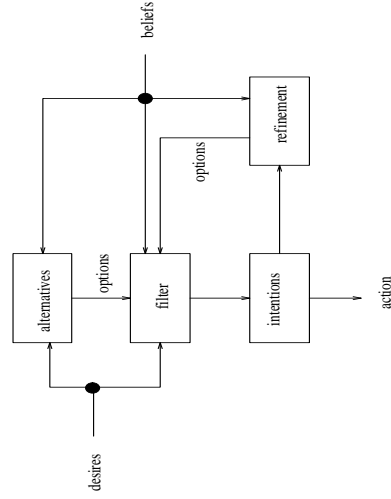 beliefs
alternatives
options
filter
options
refinement
intentions
desires
action